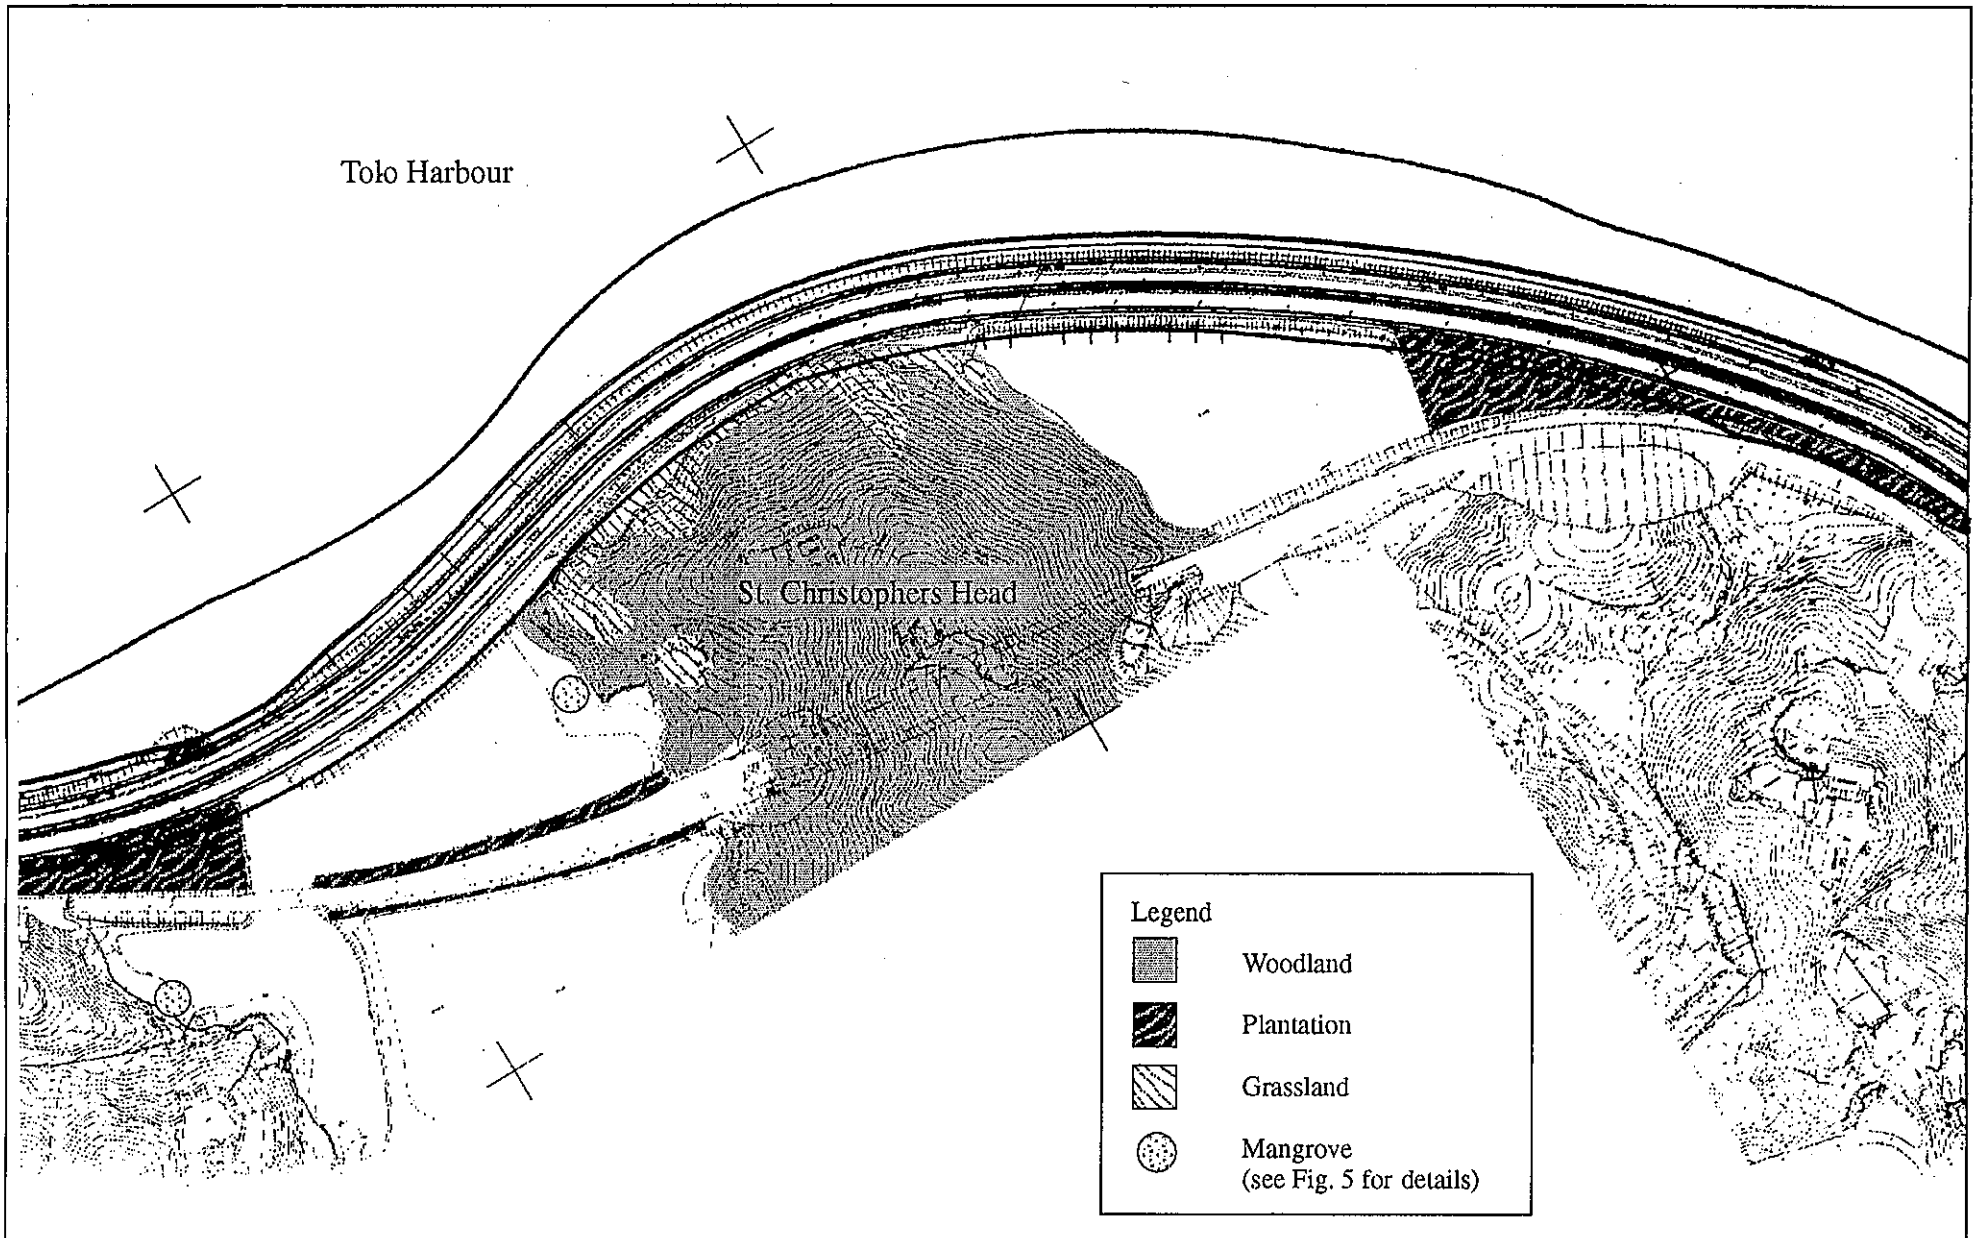 Tolo Harbour
St. Christophers Head
Legend
Woodland
Plantation
Grassland
Mangrove
(see Fig. 5 for details)